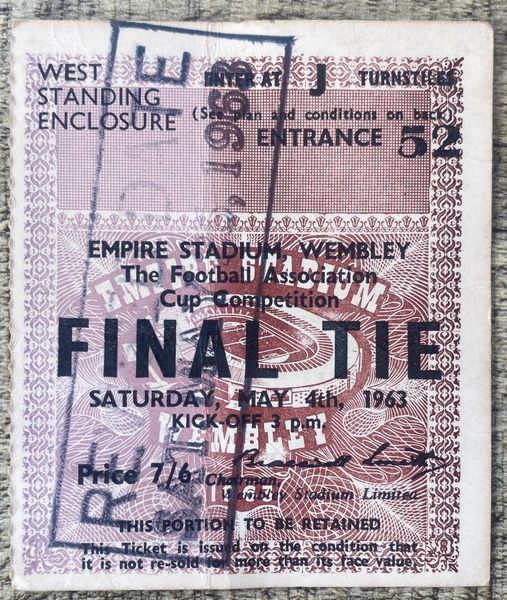 WEST
STANDING
ENCLOSURE
ENTER AT J TURNSTILES
(See plan and conditions on back)
ENTRANCE 52
EMPIRE STADIUM, WEMBLEY
The Football Association
Cup Competition
FINAL TIE
SATURDAY, MAY 4th, 1963
KICK-OFF 3 p.m.
WEMBLEY
Price 7/6
Chairman,
Wembley Stadium Limited
THIS PORTION TO BE RETAINED
This Ticket is issued on the condition that
it is not re-sold for more than its face value.
DATE
1963